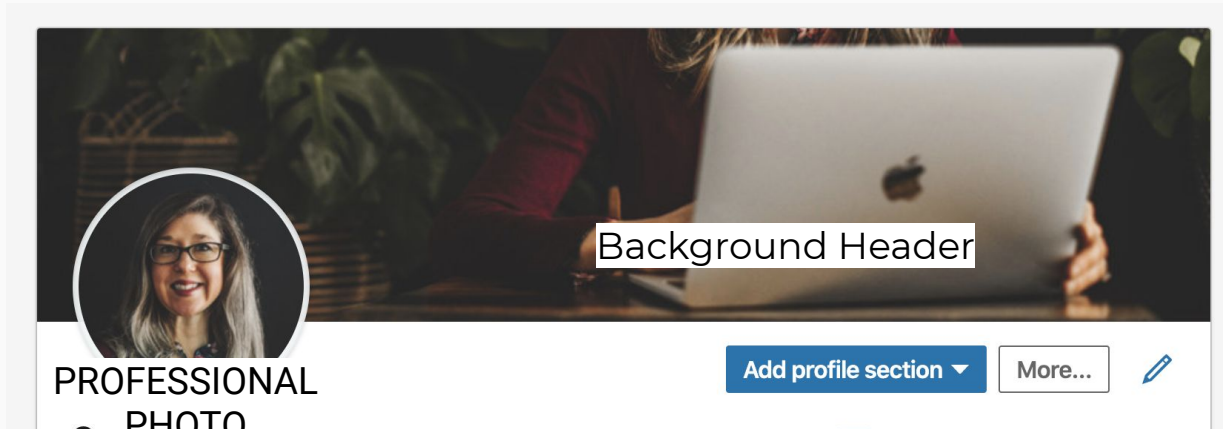 Background Header
Add profile section
More...
PROFESSIONAL
PHOTO